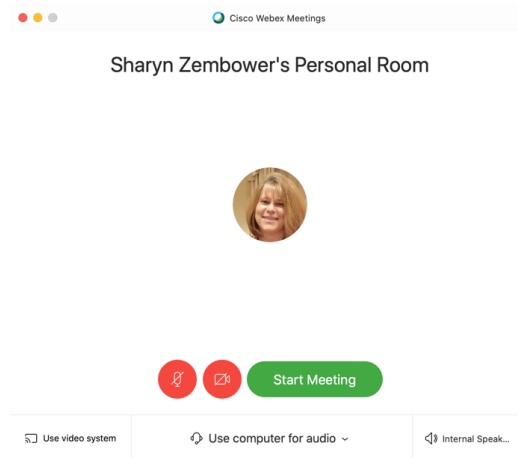 Cisco Webex Meetings
Sharyn Zembower's Personal Room
Start Meeting
Use video system
Use computer for audio
Internal Speak...